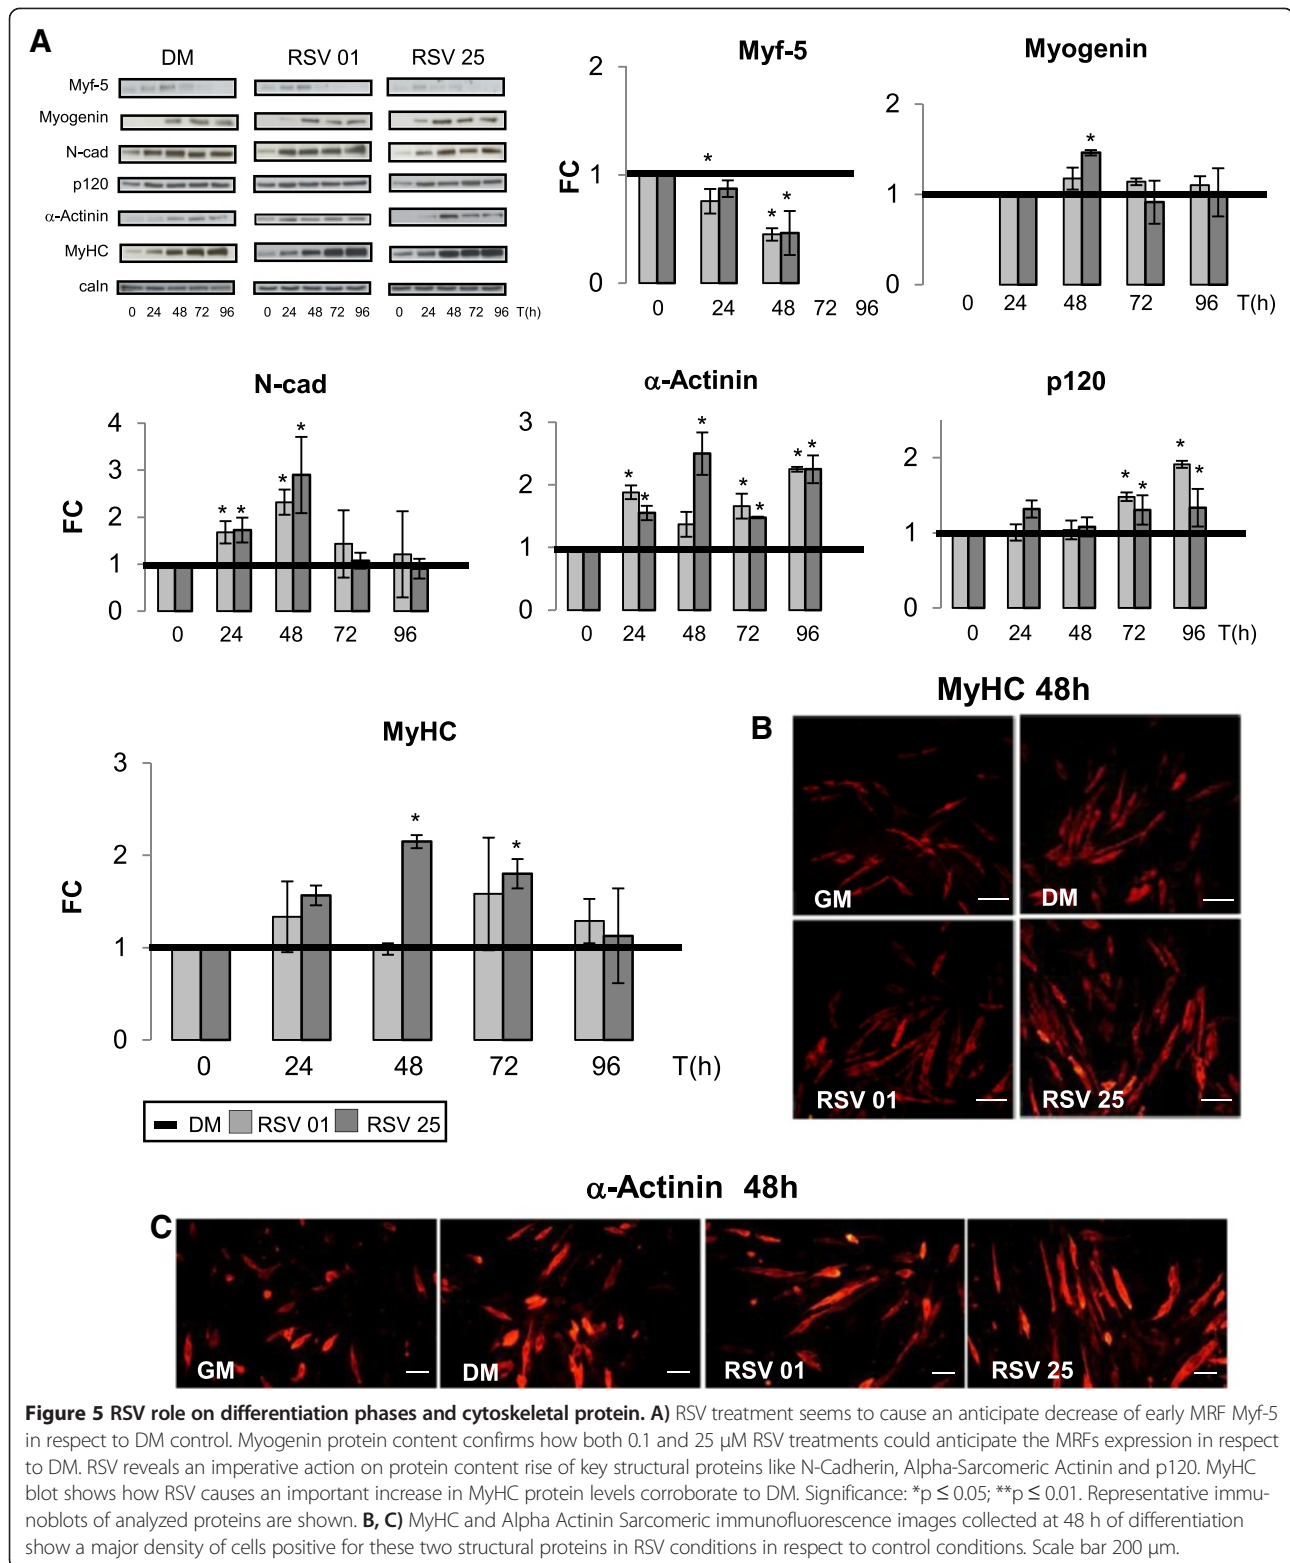 A
DM RSV 01 RSV 25
Myf-5
Myogenin
N-cad
p120
α-Actinin
MyHC
caln
0 24 48 72 96 0 24 48 72 96 0 24 48 72 96 T(h)
Myf-5
FC
2
1
0
* * *
0 24 48 72 96
Myogenin
2
1
0
*
0 24 48 72 96 T(h)
N-cad
FC
4
3
2
1
0
* * * *
0 24 48 72 96
α-Actinin
3
2
1
0
* * * * * * *
0 24 48 72 96
p120
2
1
0
* * * *
0 24 48 72 96 T(h)
MyHC
FC
3
2
1
0
* *
0 24 48 72 96 T(h)
DM RSV 01 RSV 25
MyHC 48h
B
GM DM
RSV 01 RSV 25
α-Actinin 48h
C
GM DM RSV 01 RSV 25
Figure 5 RSV role on differentiation phases and cytoskeletal protein. A) RSV treatment seems to cause an anticipate decrease of early MRF Myf-5
in respect to DM control. Myogenin protein content confirms how both 0.1 and 25 μM RSV treatments could anticipate the MRFs expression in respect
to DM. RSV reveals an imperative action on protein content rise of key structural proteins like N-Cadherin, Alpha-Sarcomeric Actinin and p120. MyHC
blot shows how RSV causes an important increase in MyHC protein levels corroborate to DM. Significance: *p ≤ 0.05; **p ≤ 0.01. Representative immu-
noblots of analyzed proteins are shown. B, C) MyHC and Alpha Actinin Sarcomeric immunofluorescence images collected at 48 h of differentiation
show a major density of cells positive for these two structural proteins in RSV conditions in respect to control conditions. Scale bar 200 μm.